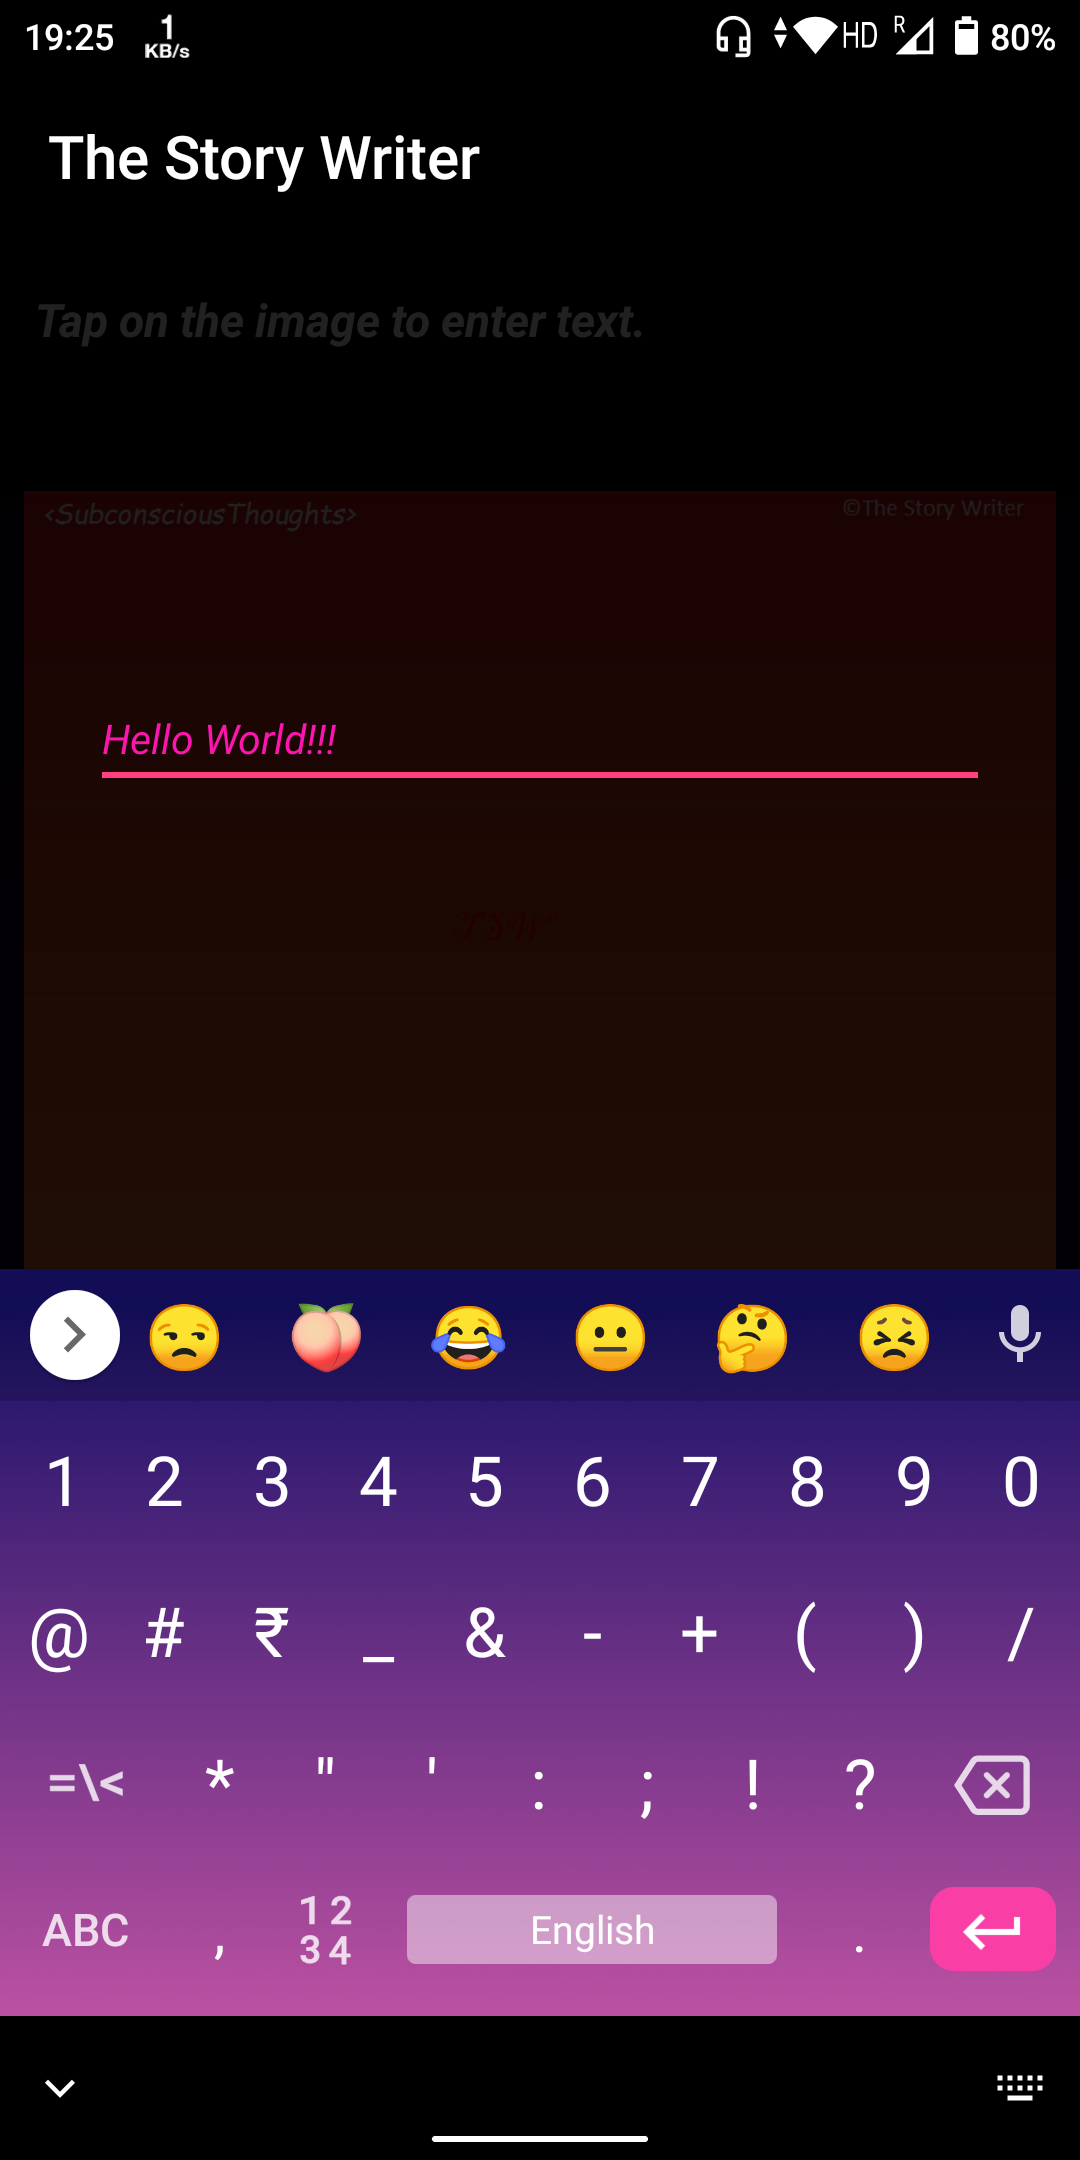 19:25 1 KB/s HD R 80%
The Story Writer
Tap on the image to enter text.
<SubconsciousThoughts> ©The Story Writer
Hello World!!!
1 2 3 4 5 6 7 8 9 0
@ # ₹ _ & - + ( ) /
=\< * " ' : ; ! ?
ABC , 12 34 English .